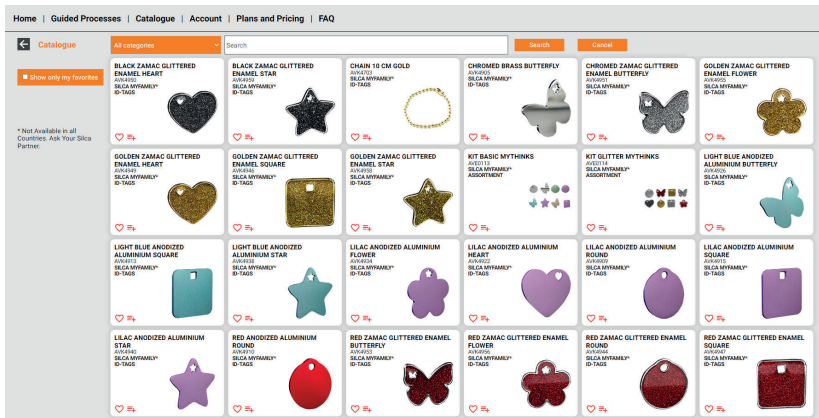 Home | Guided Processes | Catalogue | Account | Plans and Pricing | FAQ
Catalogue
All categories
Search
Search
Cancel
Show only my favorites
* Not Available in all
Countries. Ask Your Silca
Partner.
BLACK ZAMAC GLITTERED
ENAMEL HEART
AVK4950
SILCA MYFAMILY*
ID-TAGS
BLACK ZAMAC GLITTERED
ENAMEL STAR
AVK4959
SILCA MYFAMILY*
ID-TAGS
CHAIN 10 CM GOLD
AVK4703
SILCA MYFAMILY*
ID-TAGS
CHROMED BRASS BUTTERFLY
AVK4905
SILCA MYFAMILY*
ID-TAGS
CHROMED ZAMAC GLITTERED
ENAMEL BUTTERFLY
AVK4951
SILCA MYFAMILY*
ID-TAGS
GOLDEN ZAMAC GLITTERED
ENAMEL FLOWER
AVK4955
SILCA MYFAMILY*
ID-TAGS
GOLDEN ZAMAC GLITTERED
ENAMEL HEART
AVK4949
SILCA MYFAMILY*
ID-TAGS
GOLDEN ZAMAC GLITTERED
ENAMEL SQUARE
AVK4946
SILCA MYFAMILY*
ID-TAGS
GOLDEN ZAMAC GLITTERED
ENAMEL STAR
AVK4958
SILCA MYFAMILY*
ID-TAGS
KIT BASIC MYTHINKS
AVED113
SILCA MYFAMILY*
ASSORTMENT
KIT GLITTER MYTHINKS
AVED114
SILCA MYFAMILY*
ASSORTMENT
LIGHT BLUE ANODIZED
ALUMINIUM BUTTERFLY
AVK4926
SILCA MYFAMILY*
ID-TAGS
LIGHT BLUE ANODIZED
ALUMINIUM SQUARE
AVK4913
SILCA MYFAMILY*
ID-TAGS
LIGHT BLUE ANODIZED
ALUMINIUM STAR
AVK4938
SILCA MYFAMILY*
ID-TAGS
LILAC ANODIZED ALUMINIUM
FLOWER
AVK4934
SILCA MYFAMILY*
ID-TAGS
LILAC ANODIZED ALUMINIUM
HEART
AVK4922
SILCA MYFAMILY*
ID-TAGS
LILAC ANODIZED ALUMINIUM
ROUND
AVK4909
SILCA MYFAMILY*
ID-TAGS
LILAC ANODIZED ALUMINIUM
SQUARE
AVK4915
SILCA MYFAMILY*
ID-TAGS
LILAC ANODIZED ALUMINIUM
STAR
AVK4940
SILCA MYFAMILY*
ID-TAGS
RED ANODIZED ALUMINIUM
ROUND
AVK4910
SILCA MYFAMILY*
ID-TAGS
RED ZAMAC GLITTERED ENAMEL
BUTTERFLY
AVK4953
SILCA MYFAMILY*
ID-TAGS
RED ZAMAC GLITTERED ENAMEL
FLOWER
AVK4956
SILCA MYFAMILY*
ID-TAGS
RED ZAMAC GLITTERED ENAMEL
ROUND
AVK4944
SILCA MYFAMILY*
ID-TAGS
RED ZAMAC GLITTERED ENAMEL
SQUARE
AVK4947
SILCA MYFAMILY*
ID-TAGS